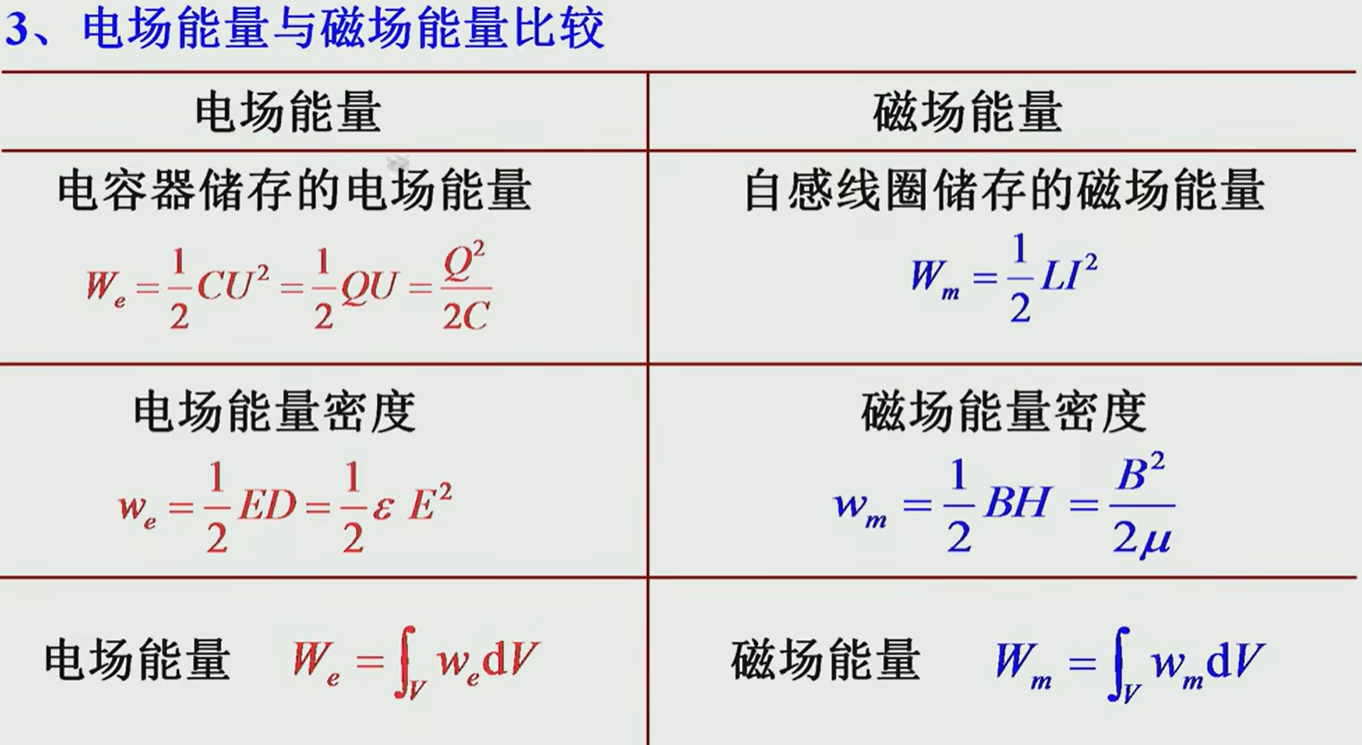 3、电场能量与磁场能量比较
电场能量
磁场能量
电容器储存的电场能量
自感线圈储存的磁场能量
$W_e = \frac{1}{2}CU^2 = \frac{1}{2}QU = \frac{Q^2}{2C}$
$W_m = \frac{1}{2}LI^2$
电场能量密度
磁场能量密度
$w_e = \frac{1}{2}ED = \frac{1}{2}\varepsilon E^2$
$w_m = \frac{1}{2}BH = \frac{B^2}{2\mu}$
电场能量 $W_e = \int_V w_e \mathrm{d}V$
磁场能量 $W_m = \int_V w_m \mathrm{d}V$